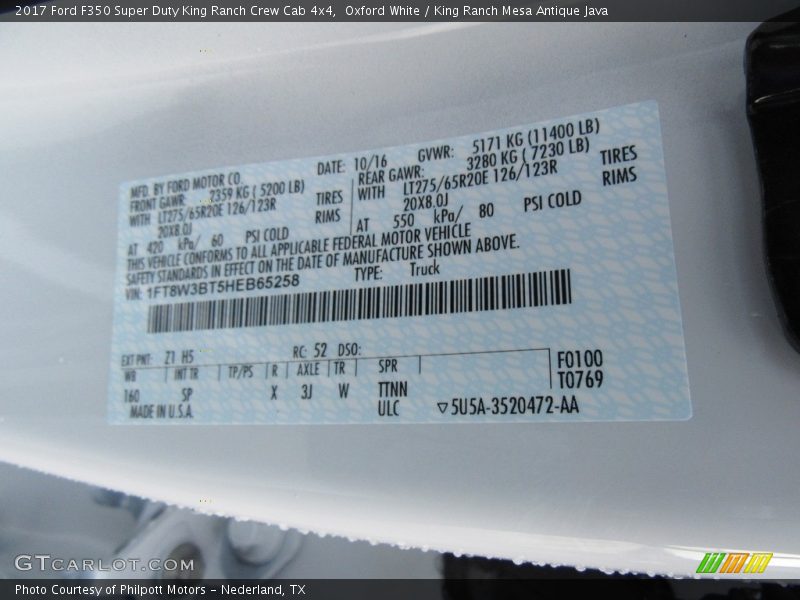 2017 Ford F350 Super Duty King Ranch Crew Cab 4x4, Oxford White / King Ranch Mesa Antique Java
MFD. BY FORD MOTOR CO. DATE: 10/16 GVWR: 5171 KG (11400 LB)
FRONT GAWR: 2359 KG ( 5200 LB) REAR GAWR: 3280 KG ( 7230 LB)
WITH LT275/65R20E 126/123R TIRES WITH LT275/65R20E 126/123R TIRES
20X8.0J RIMS 20X8.0J RIMS
AT 420 kPa/ 60 PSI COLD AT 550 kPa/ 80 PSI COLD
THIS VEHICLE CONFORMS TO ALL APPLICABLE FEDERAL MOTOR VEHICLE
SAFETY STANDARDS IN EFFECT ON THE DATE OF MANUFACTURE SHOWN ABOVE.
VIN: 1FT8W3BT5HEB65258 TYPE: Truck
EXT PNT: Z1 H5 RC: 52 DSO:
WB INT TR TP/PS R AXLE TR SPR F0100
160 SP X 3J W TTNN T0769
MADE IN U.S.A. ULC ▽5U5A-3520472-AA
GTCARLOT.COM
Photo Courtesy of Philpott Motors – Nederland, TX